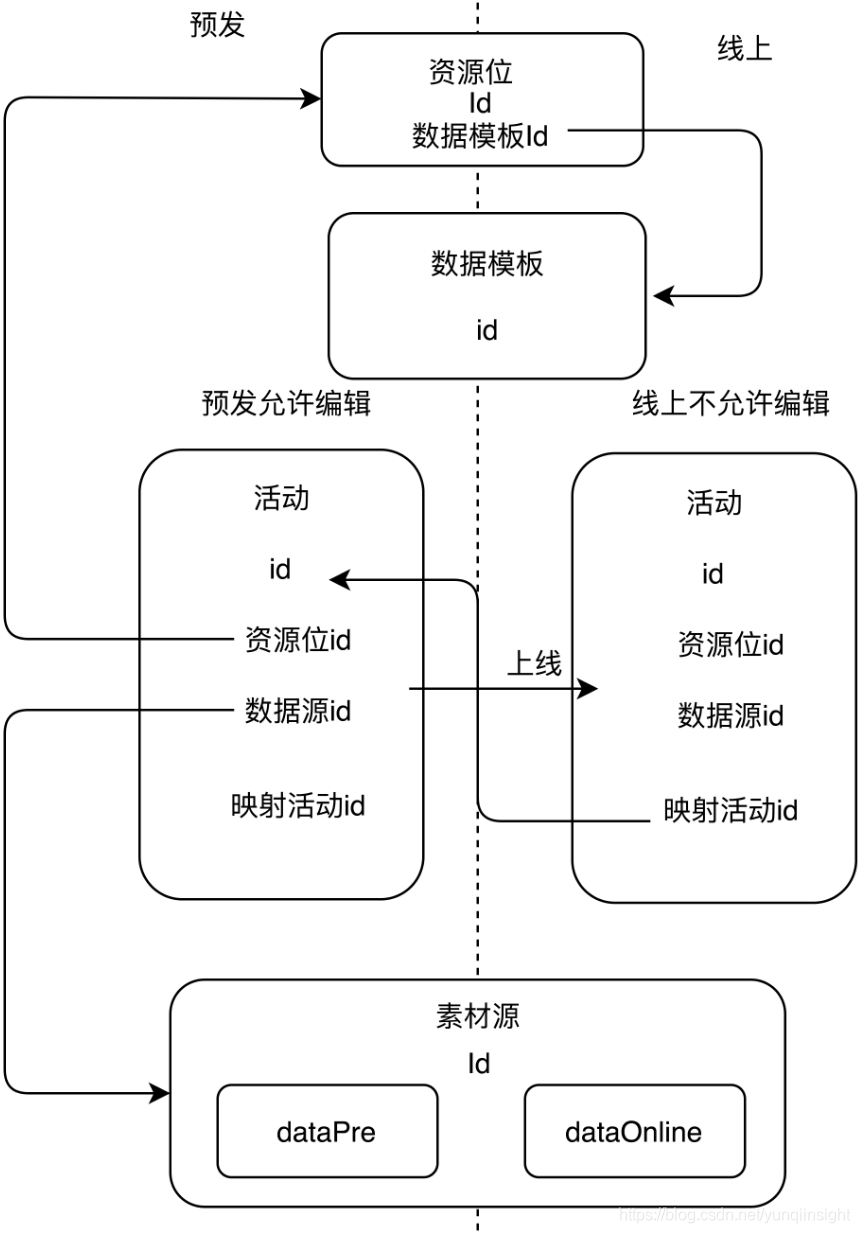 预发
线上
资源位
Id
数据模板Id
数据模板
id
预发允许编辑
线上不允许编辑
活动
id
资源位id
数据源id
映射活动id
上线
活动
id
资源位id
数据源id
映射活动id
素材源
Id
dataPre
dataOnline
https://blog.csdn.net/yunqiinsight